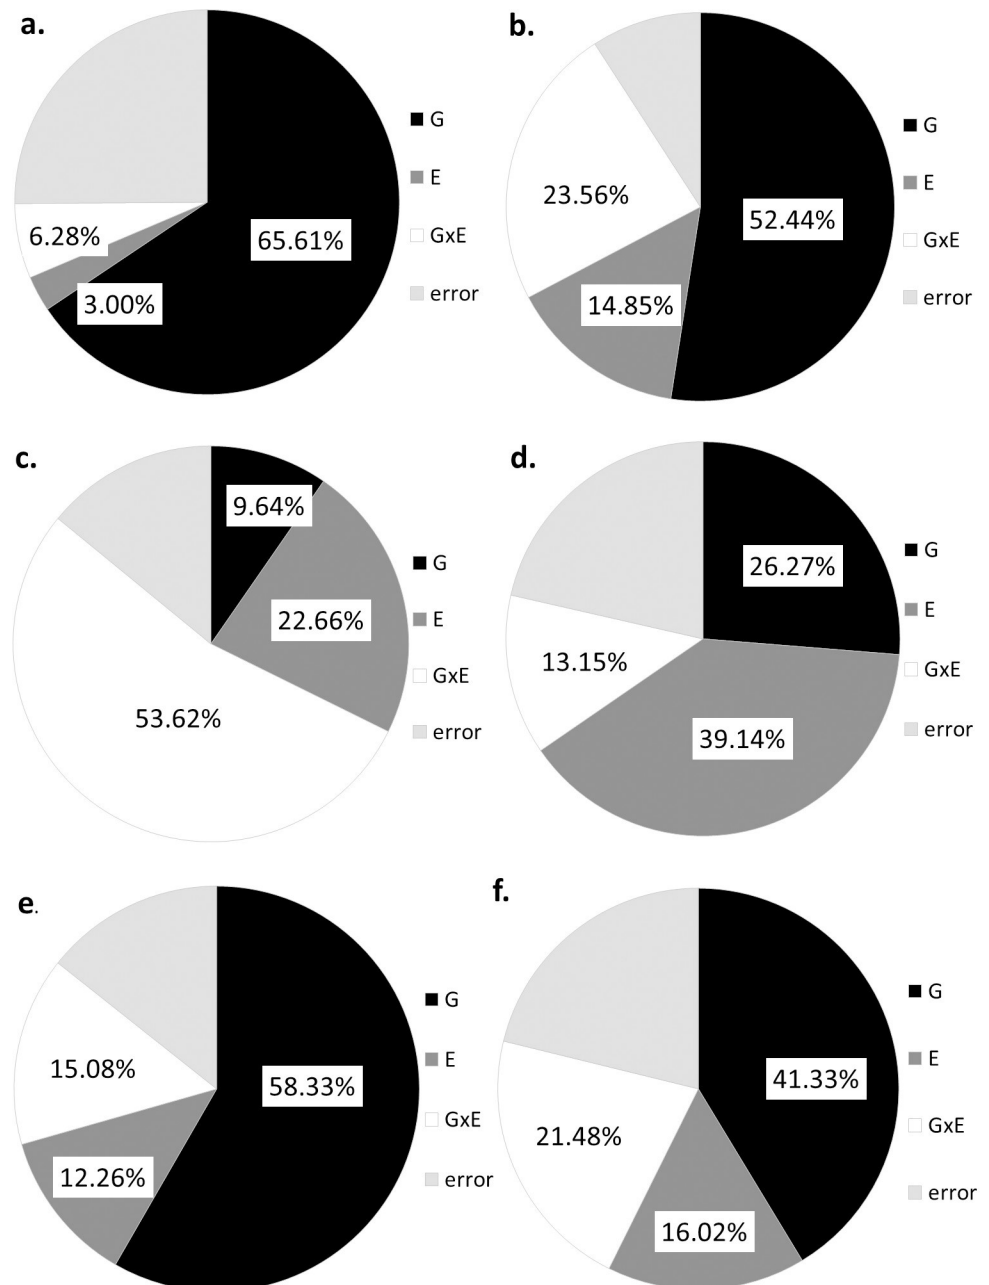 a.
65.61%
3.00%
6.28%
G
E
GxE
error
b.
52.44%
14.85%
23.56%
G
E
GxE
error
c.
9.64%
22.66%
53.62%
G
E
GxE
error
d.
26.27%
39.14%
13.15%
G
E
GxE
error
e.
58.33%
12.26%
15.08%
G
E
GxE
error
f.
41.33%
16.02%
21.48%
G
E
GxE
error